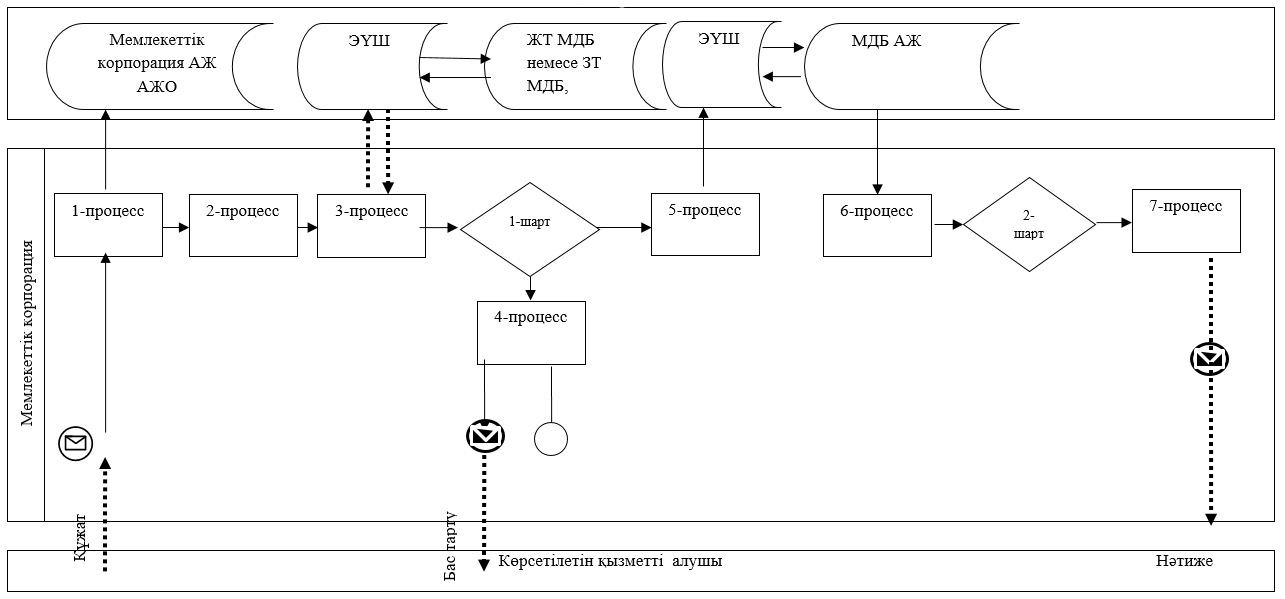 Мемлекеттік
корпорация АЖ
АЖО
ЭҮШ
ЖТ МДБ
немесе ЗТ
МДБ,
ЭҮШ
МДБ АЖ
Мемлекеттік корпорация
1-процесс
2-процесс
3-процесс
1-шарт
5-процесс
6-процесс
2-
шарт
7-процесс
4-процесс
Құжат
Бас тарту
Көрсетілетін қызметті алушы
Нәтиже